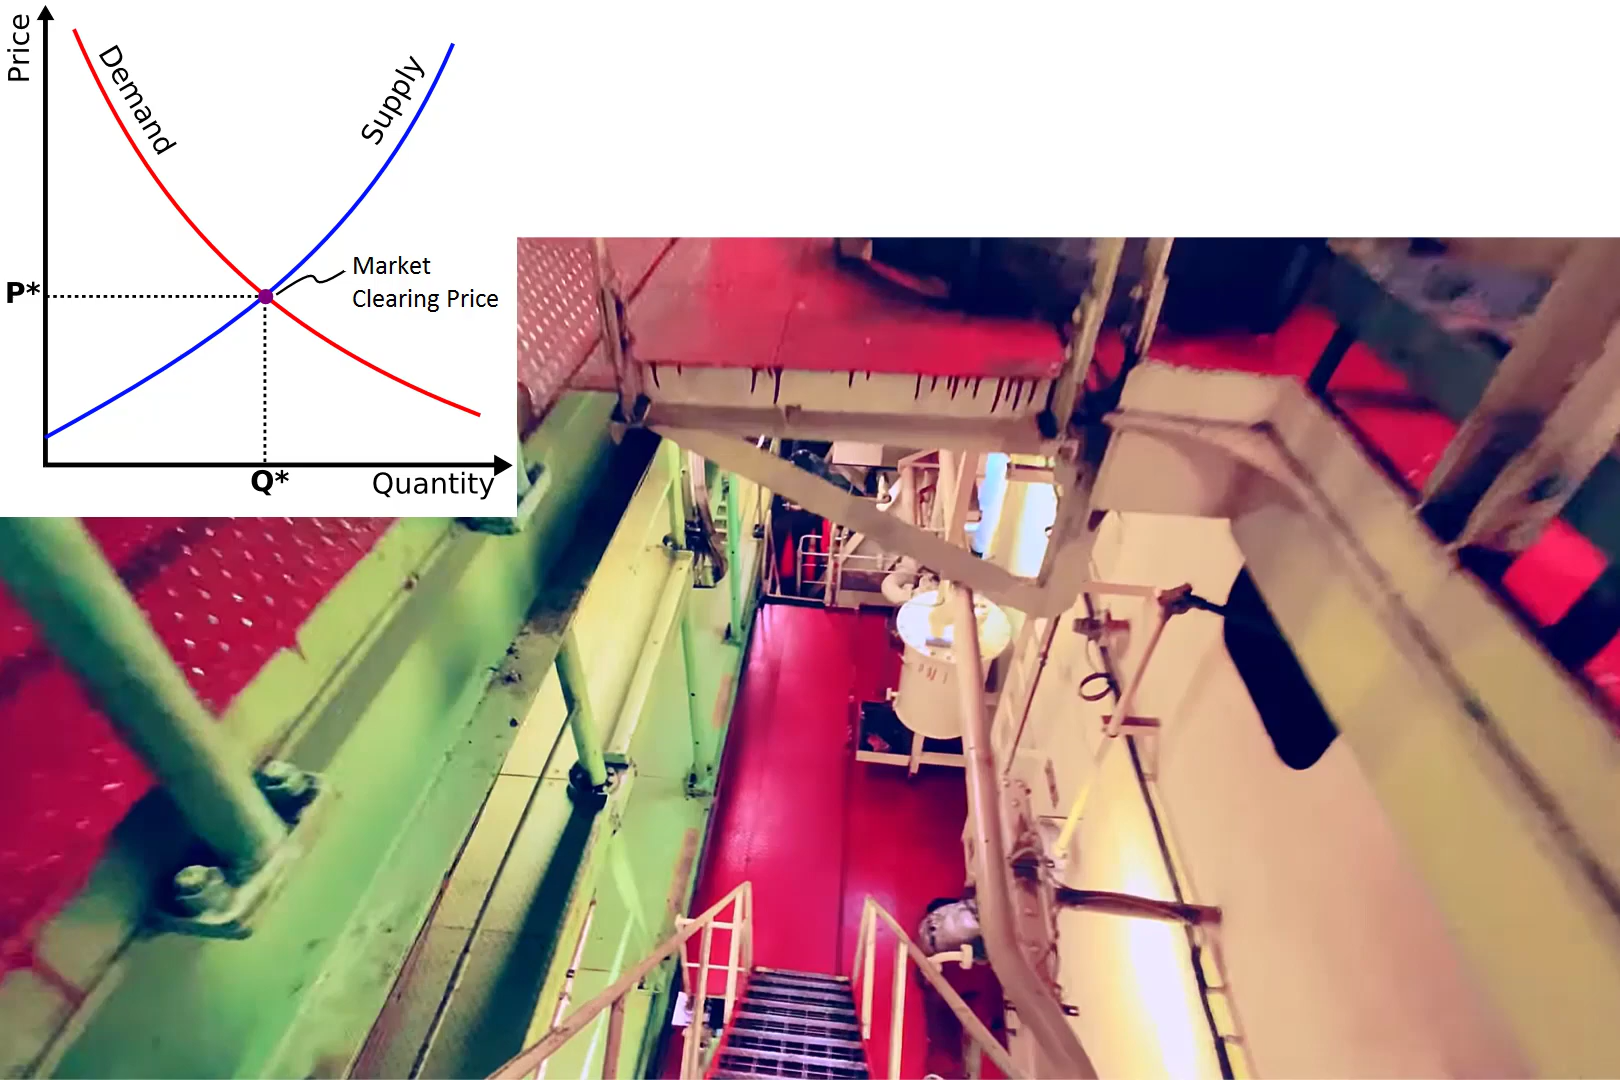 Price
Demand
Supply
Market
Clearing Price
P*
Q*
Quantity